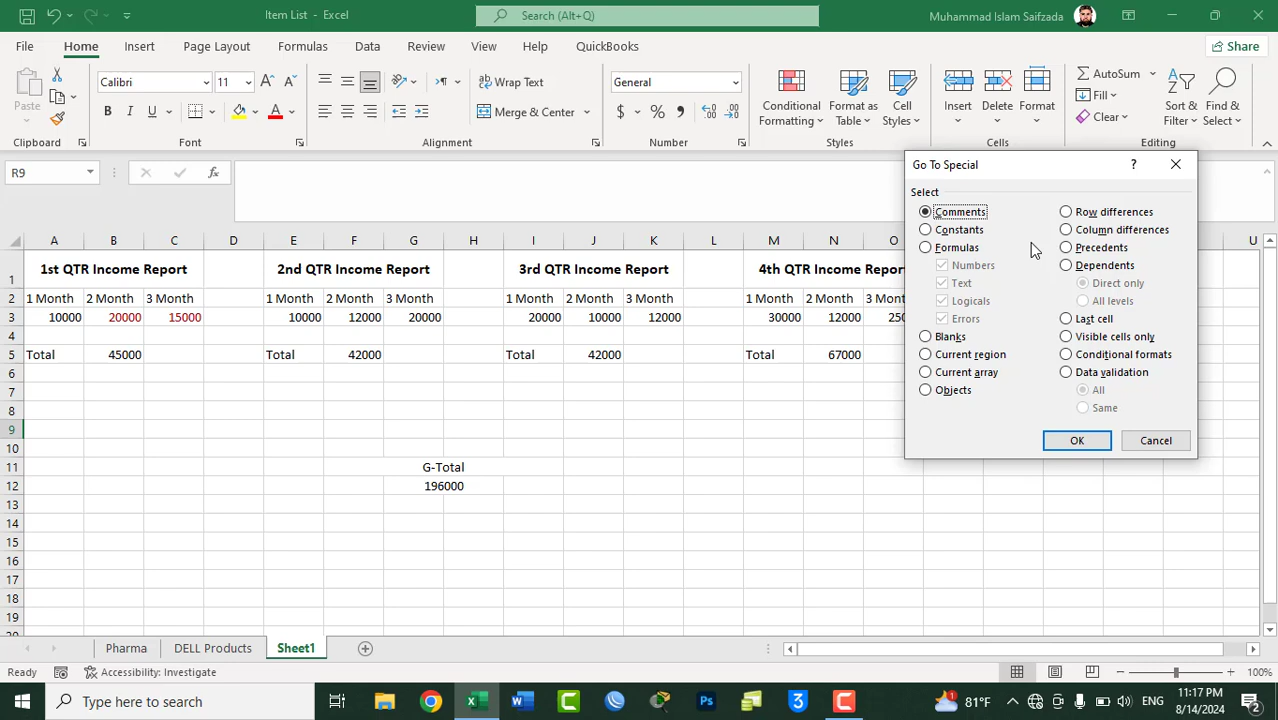 Item List - Excel
Search (Alt+Q)
Muhammad Islam Saifzada
File Home Insert Page Layout Formulas Data Review View Help QuickBooks Share
Paste
Calibri 11
Wrap Text
General
Conditional Formatting
Format as Table
Cell Styles
Insert Delete Format
AutoSum
Fill
Clear
Sort & Filter
Find & Select
B I U
Merge & Center
Clipboard Font Alignment Number Styles Cells Editing
R9 fx
Go To Special ? 
Select
Comments Row differences
Constants Column differences
Formulas Precedents
Numbers Dependents
Text Direct only
Logicals All levels
Errors Last cell
Blanks Visible cells only
Current region Conditional formats
Current array Data validation
Objects All
Same
OK Cancel
A B C D E F G H I J K L M N O U
1 1st QTR Income Report 2nd QTR Income Report 3rd QTR Income Report 4th QTR Income Report
2 1 Month 2 Month 3 Month 1 Month 2 Month 3 Month 1 Month 2 Month 3 Month 1 Month 2 Month 3 Mo
3 10000 20000 15000 10000 12000 20000 20000 10000 12000 30000 12000 250
4
5 Total 45000 Total 42000 Total 42000 Total 67000
6
7
8
9
10
11 G-Total
12 196000
13
14
15
16
17
18
19
Pharma DELL Products Sheet1
Ready Accessibility: Investigate 100%
Type here to search
81°F ENG 11:17 PM
8/14/2024 2